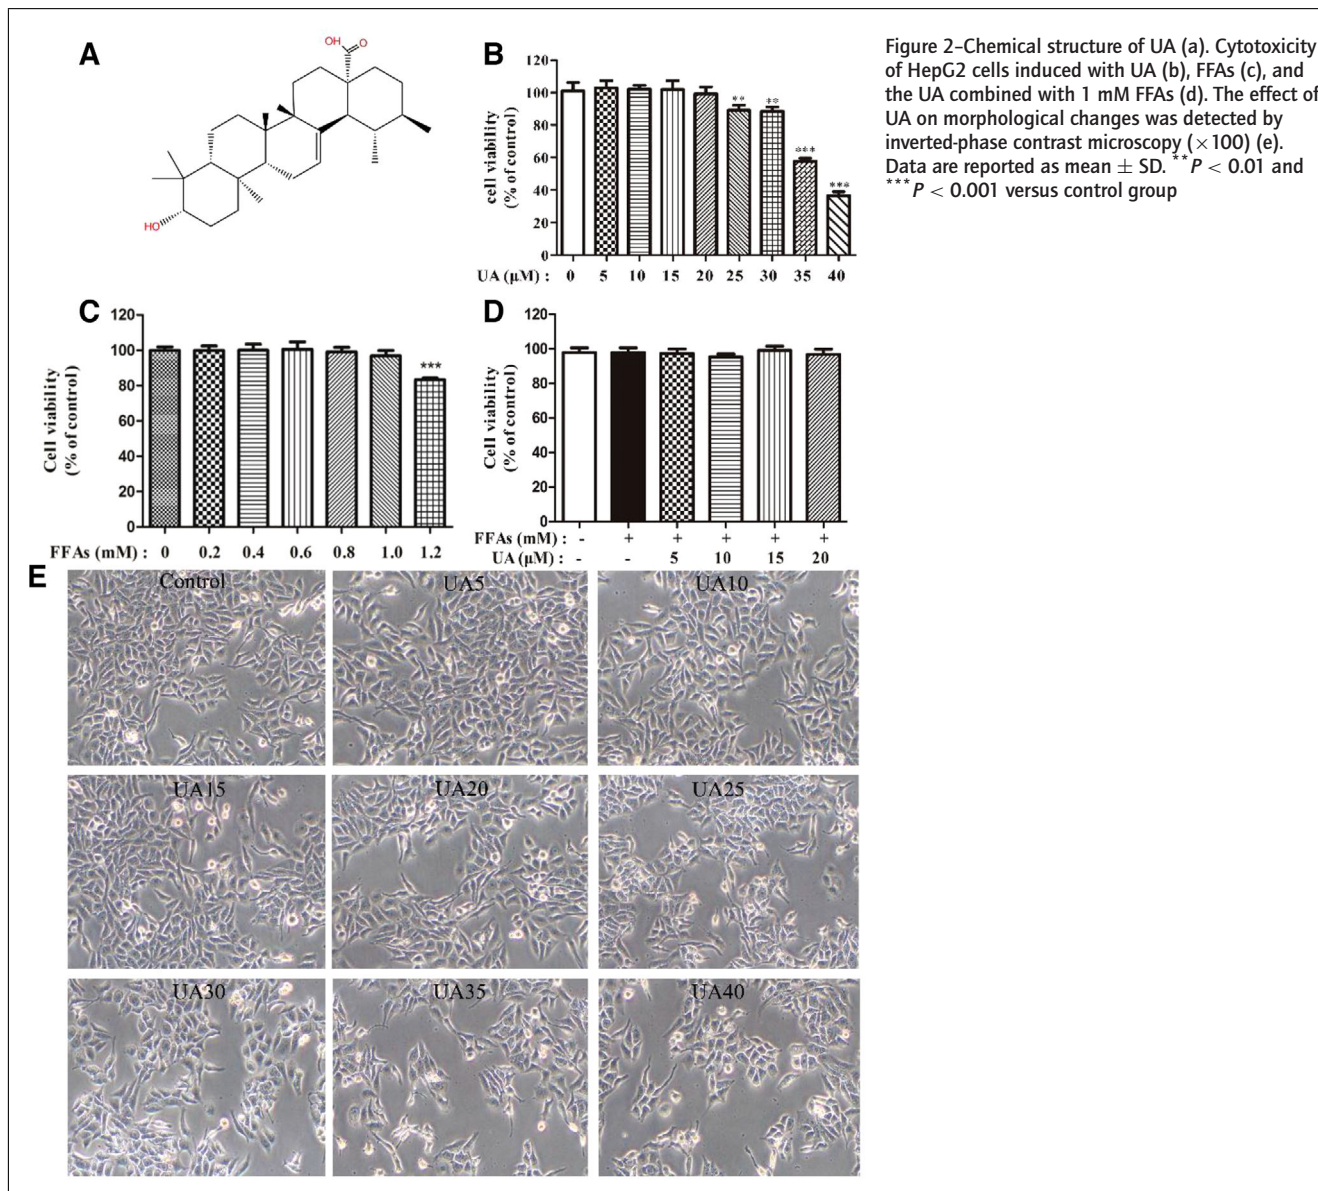 A
OH
O
HO
B
cell viability
(% of control)
120
100
80
60
40
20
0
** ** *** ***
UA (μM) : 0 5 10 15 20 25 30 35 40
Figure 2–Chemical structure of UA (a). Cytotoxicity
of HepG2 cells induced with UA (b), FFAs (c), and
the UA combined with 1 mM FFAs (d). The effect of
UA on morphological changes was detected by
inverted-phase contrast microscopy (×100) (e).
Data are reported as mean ± SD. **P < 0.01 and
***P < 0.001 versus control group
C
Cell viability
(% of control)
120
100
80
60
40
20
0
***
FFAs (mM) : 0 0.2 0.4 0.6 0.8 1.0 1.2
D
Cell viability
(% of control)
120
100
80
60
40
20
0
FFAs (mM) : - + + + + +
UA (μM) : - - 5 10 15 20
E
Control UA5 UA10
UA15 UA20 UA25
UA30 UA35 UA40